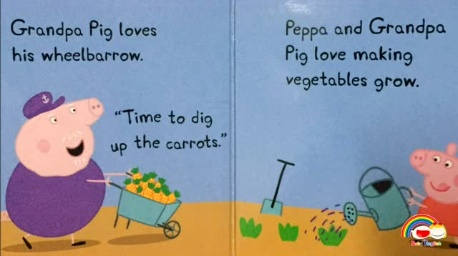 Grandpa Pig loves
his wheelbarrow.
"Time to dig
up the carrots."
Peppa and Grandpa
Pig love making
vegetables grow.